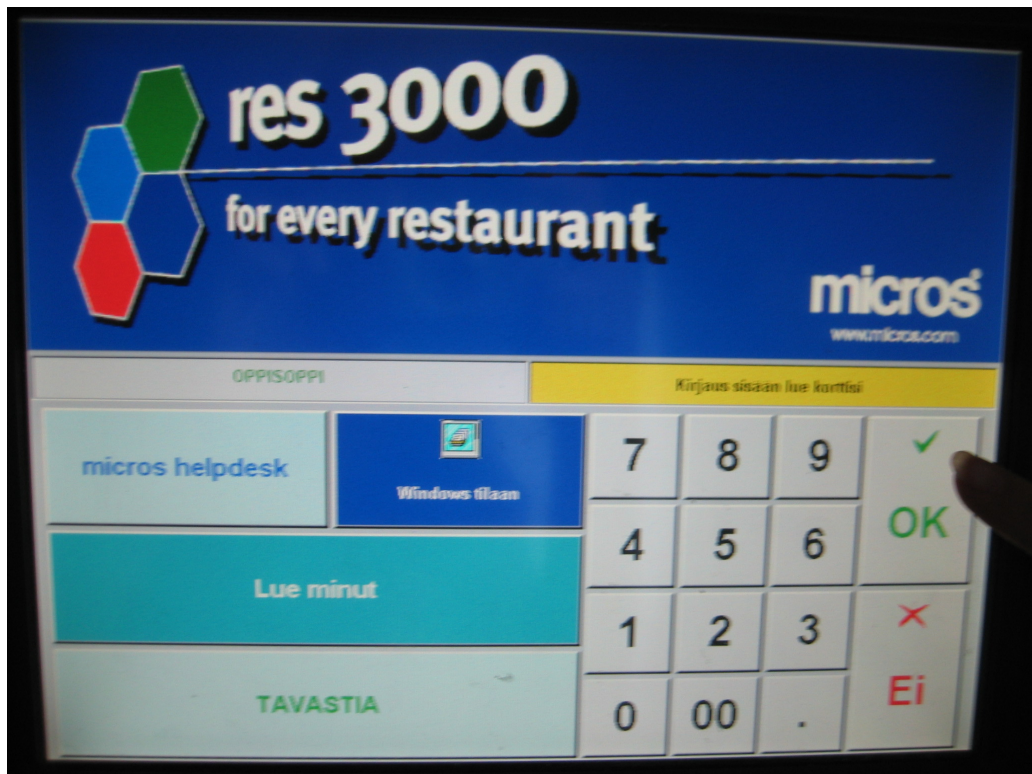 res 3000
for every restaurant
micros
www.micros.com
OPPISOPPI
Kirjaus sisään lue korttisi
micros helpdesk
Windows tilaan
7 8 9
OK
4 5 6
Lue minut
1 2 3
Ei
TAVASTIA
0 00 .